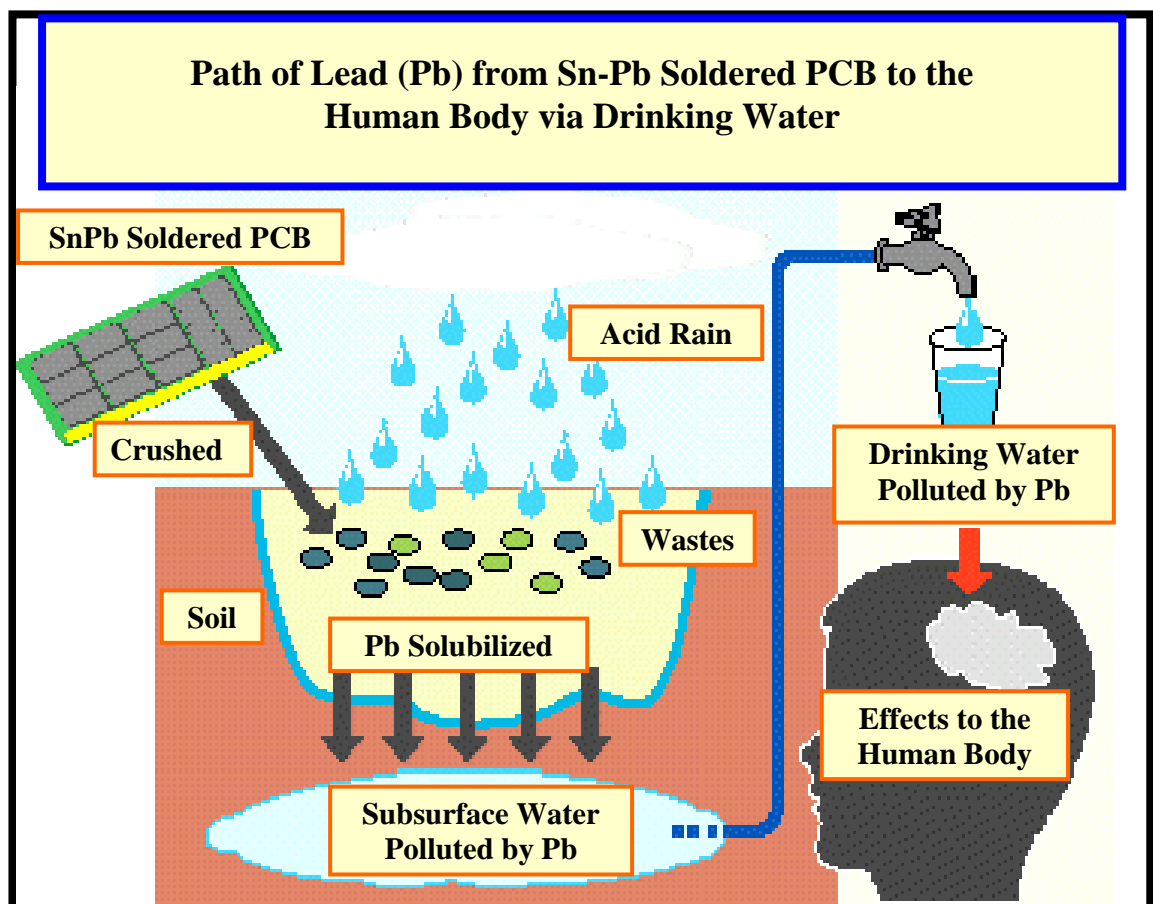 Path of Lead (Pb) from Sn-Pb Soldered PCB to the
Human Body via Drinking Water
SnPb Soldered PCB
Acid Rain
Crushed
Drinking Water
Polluted by Pb
Wastes
Soil
Pb Solubilized
Effects to the
Human Body
Subsurface Water
Polluted by Pb